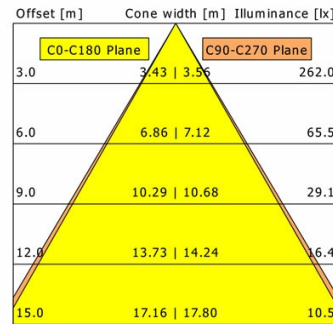 Offset [m] Cone width [m] Illuminance [lx]
C0-C180 Plane C90-C270 Plane
3.0 3.43 | 3.56 262.0
6.0 6.86 | 7.12 65.5
9.0 10.29 | 10.68 29.1
12.0 13.73 | 14.24 16.4
15.0 17.16 | 17.80 10.5